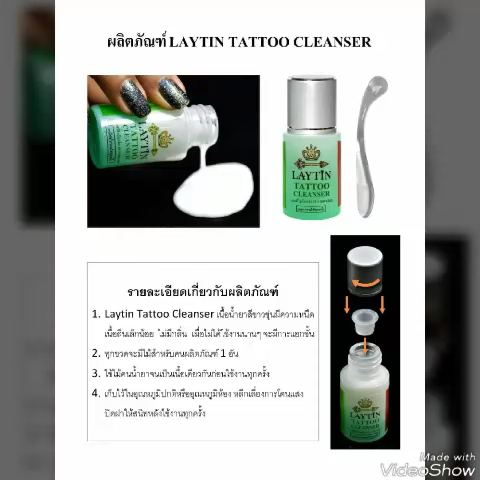 ผลิตภัณฑ์ LAYTIN TATTOO CLEANSER
LAYTIN
TATTOO
CLEANSER
LAYTIN
TATTOO
CLEANSER
รายละเอียดเกี่ยวกับผลิตภัณฑ์
1. Laytin Tattoo Cleanser เนื้อน้ำยาสีขาวขุ่นมีความหนืด
เนื้อดินเล็กน้อย ไม่มีกลิ่น เมื่อไม่ได้ใช้งานนานๆ จะมีการแยกชั้น
2. ทุกขวดจะมีไม้สำหรับคนผลิตภัณฑ์ 1 อัน
3. ใช้ไม้คนน้ำยาจนเป็นเนื้อเดียวกันก่อนใช้งานทุกครั้ง
4. เก็บไว้ในอุณหภูมิปกติหรืออุณหภูมิห้อง หลีกเลี่ยงการโดนแสง
ปิดฝาให้สนิทหลังใช้งานทุกครั้ง
LAYTIN
TATTOO
CLEANSER
Made with
VideoShow